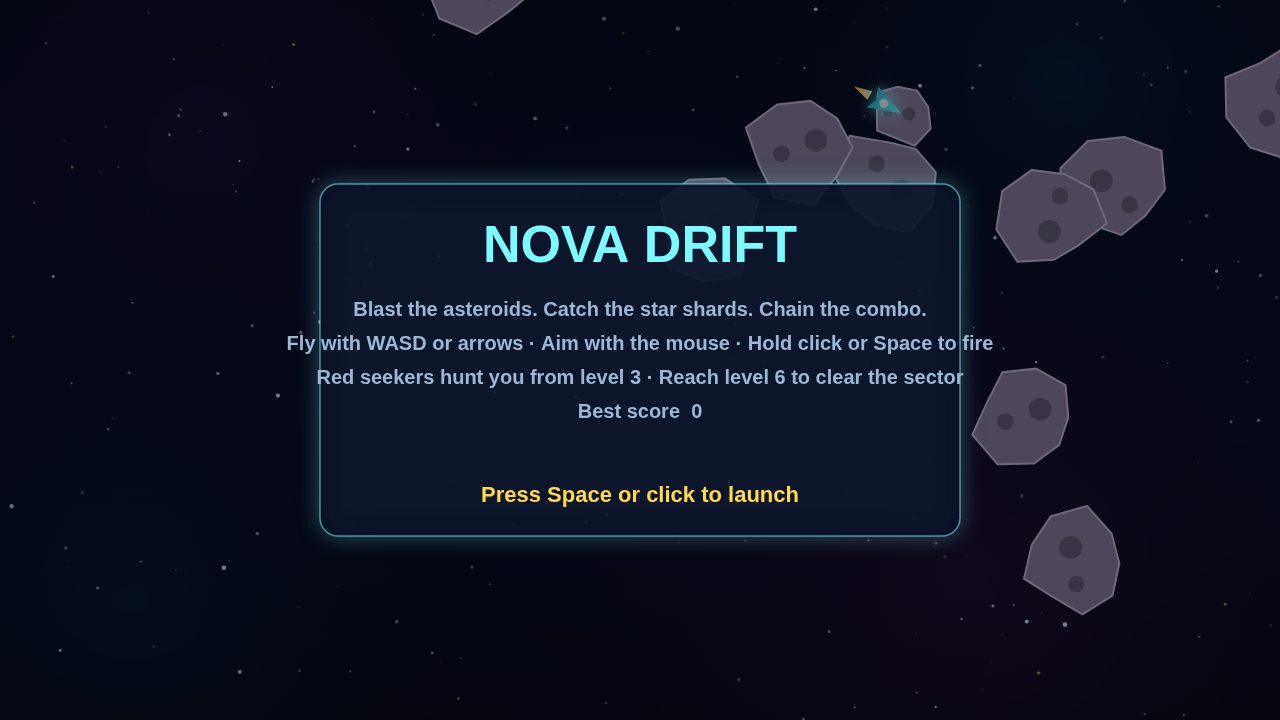 NOVA DRIFT
Blast the asteroids. Catch the star shards. Chain the combo.
Fly with WASD or arrows · Aim with the mouse · Hold click or Space to fire
Red seekers hunt you from level 3 · Reach level 6 to clear the sector
Best score  0
Press Space or click to launch